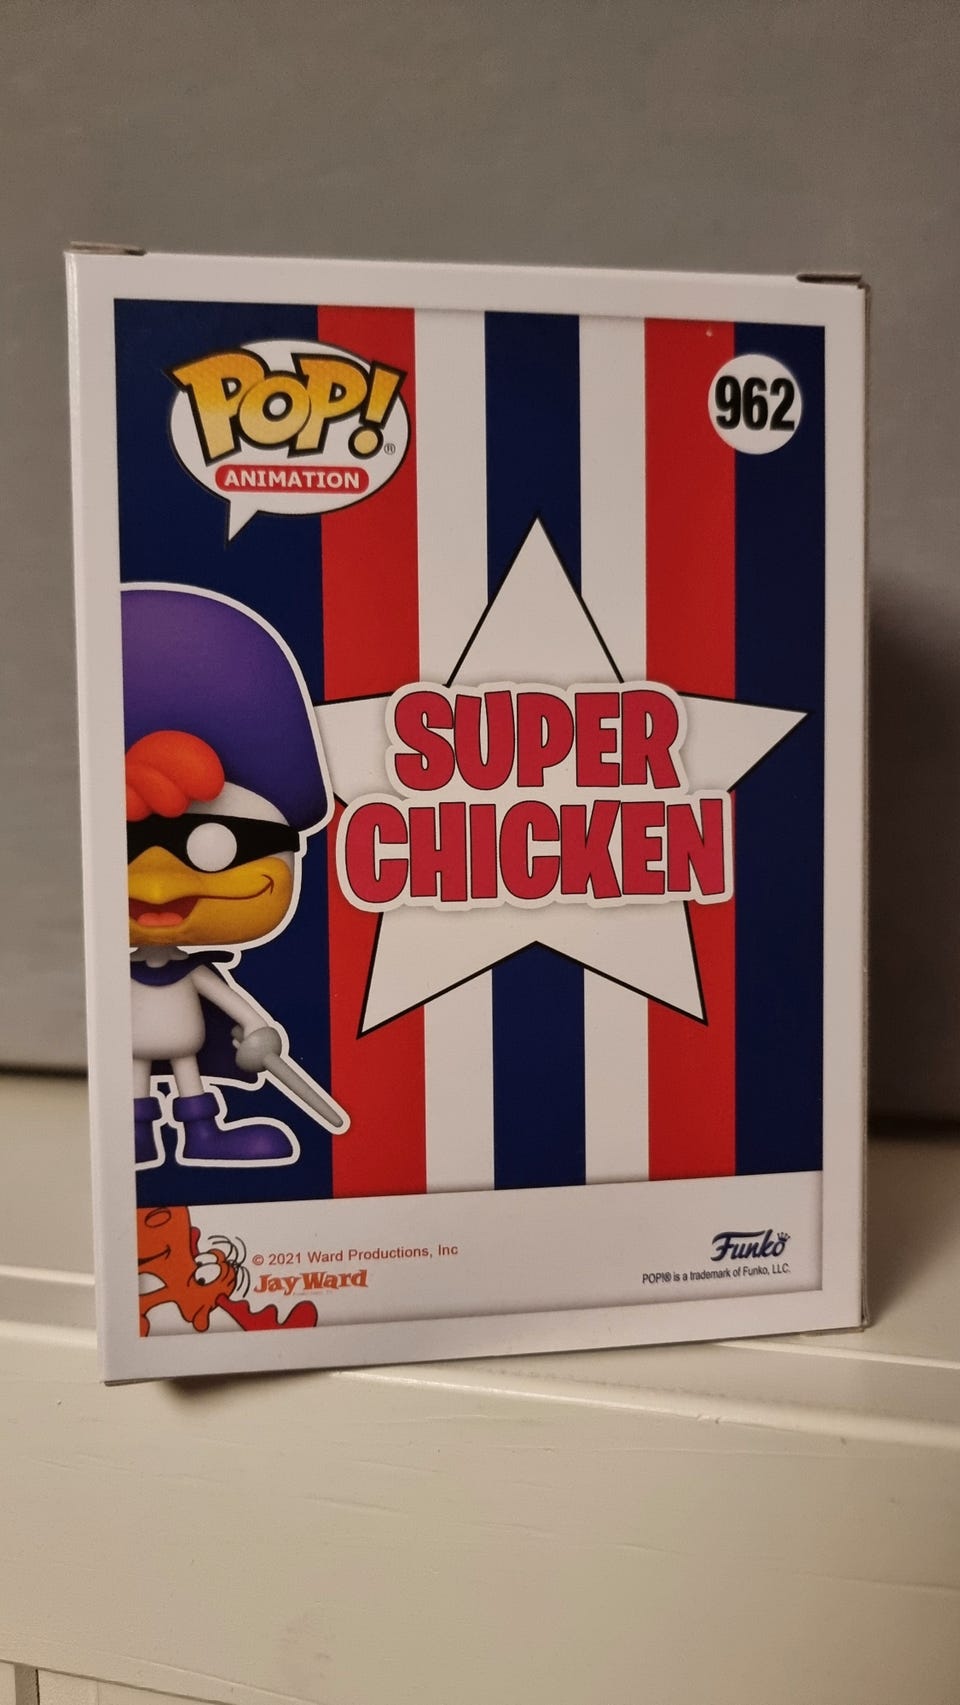 POP!®
ANIMATION
962
SUPER
CHICKEN
© 2021 Ward Productions, Inc
Jay Ward
Funko
POP!® is a trademark of Funko, LLC.